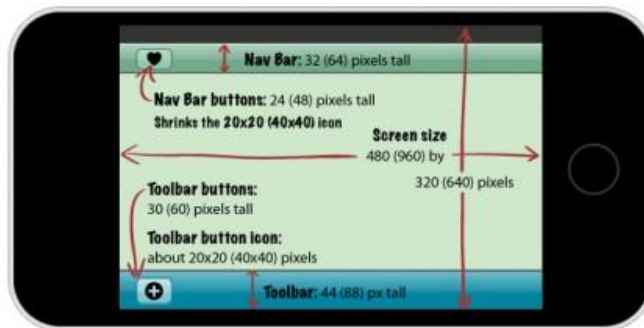 Nav Bar: 32 (64) pixels tall
Nav Bar buttons: 24 (48) pixels tall
Shrinks the 20x20 (40x40) icon
Screen size
480 (960) by
320 (640) pixels
Toolbar buttons:
30 (60) pixels tall
Toolbar button icon:
about 20x20 (40x40) pixels
Toolbar: 44 (88) px tall